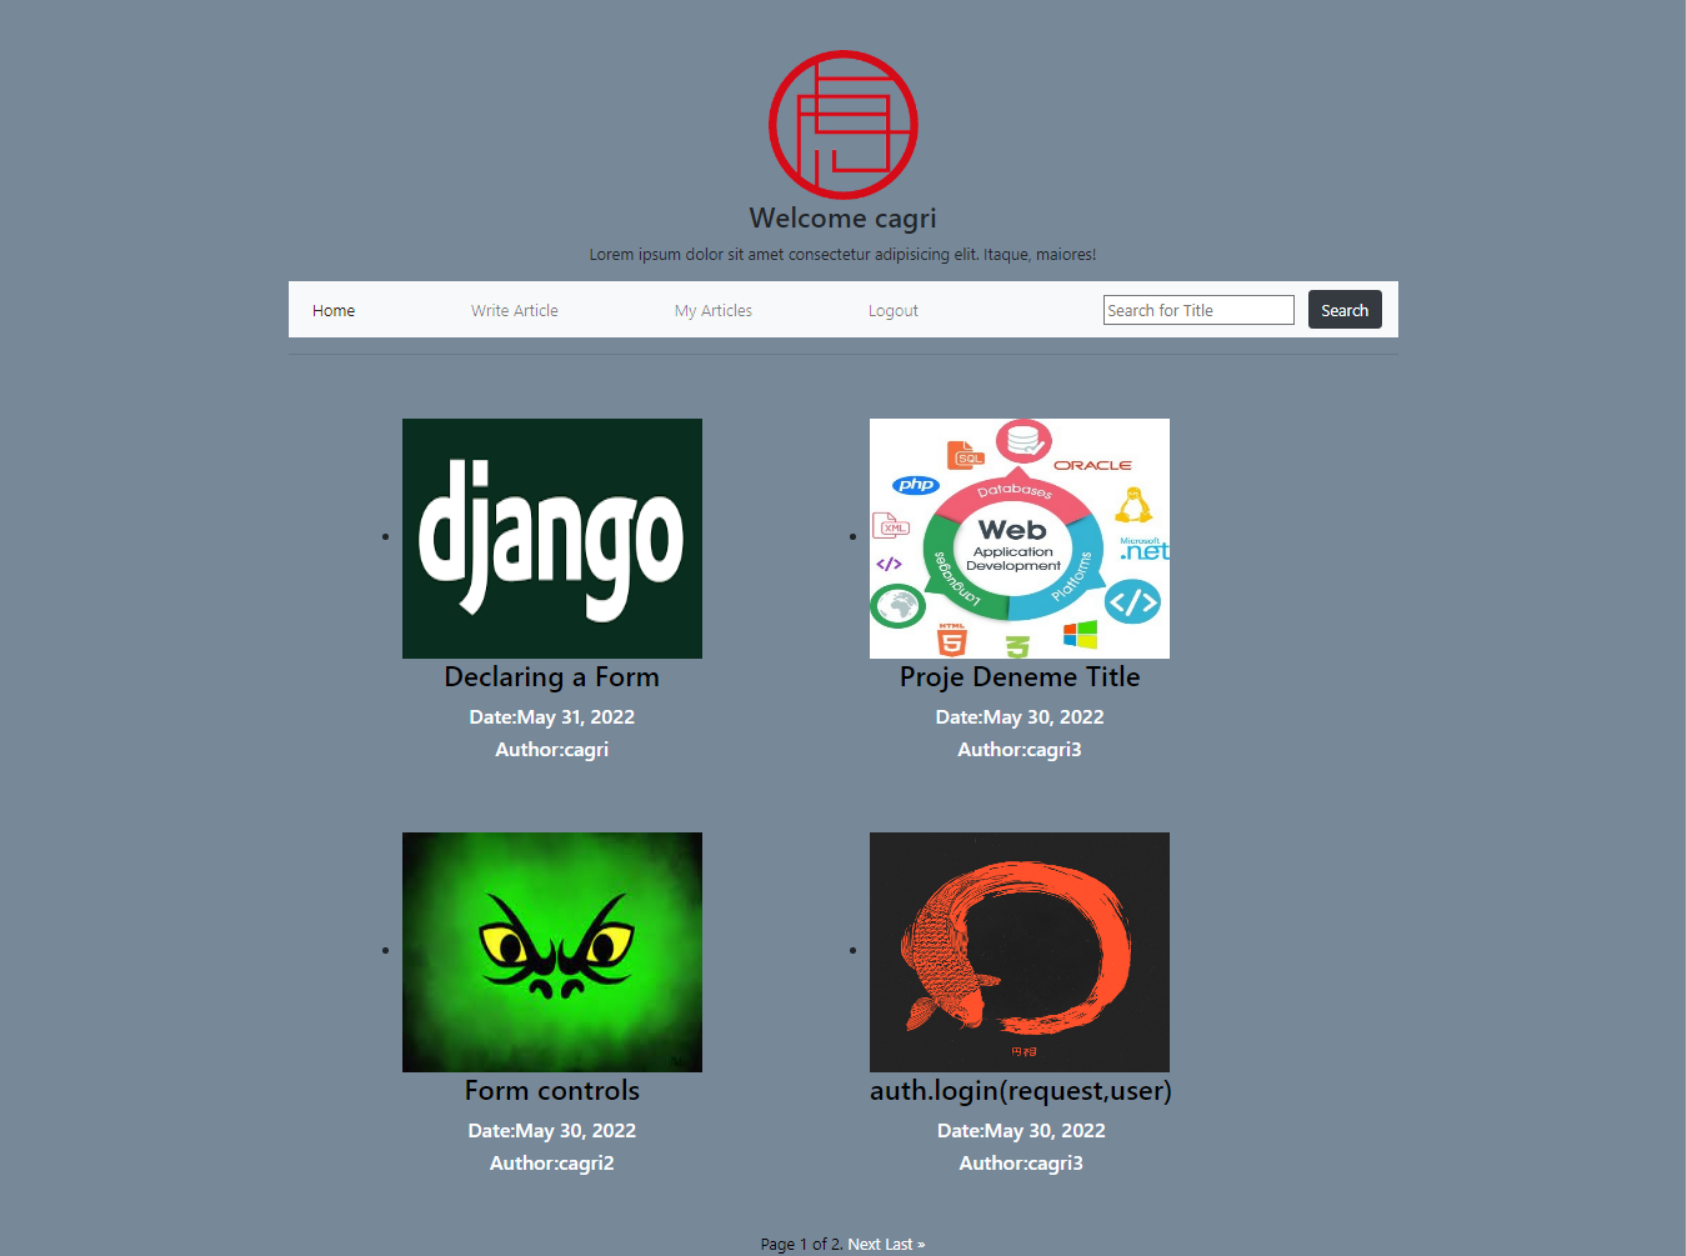 Welcome cagri
Lorem ipsum dolor sit amet consectetur adipisicing elit. Itaque, maiores!
Home Write Article My Articles Logout Search for Title Search
django
SQL
ORACLE
php
Databases
XML
Web
Application
Development
Microsoft
.net
</>
Languages
Platforms
</>
HTML
5
3
Declaring a Form
Date:May 31, 2022
Author:cagri
Proje Deneme Title
Date:May 30, 2022
Author:cagri3
円相
Form controls
Date:May 30, 2022
Author:cagri2
auth.login(request,user)
Date:May 30, 2022
Author:cagri3
Page 1 of 2. Next Last »